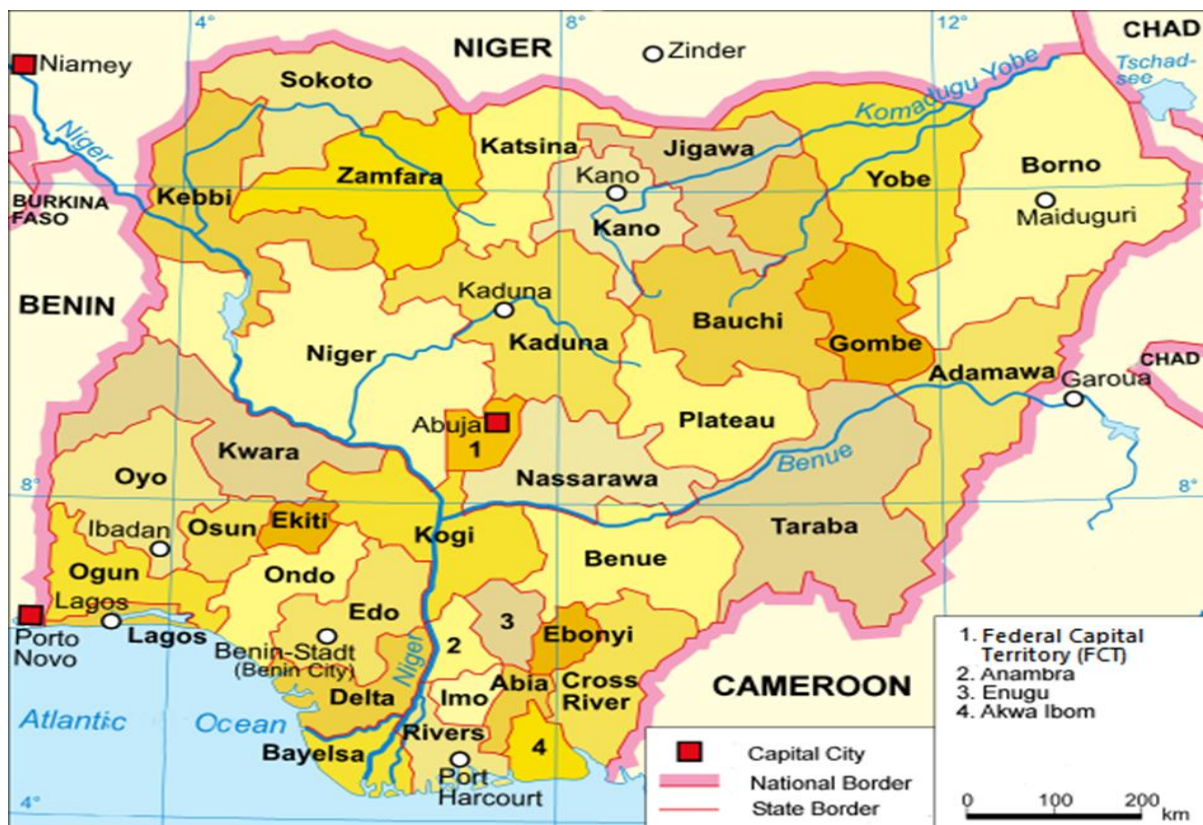 4°
8°
12°
CHAD
NIGER
Zinder
Niamey
Tschad-
see
Sokoto
Komadugu Yobe
Niger
Katsina
Jigawa
Borno
Zamfara
Kano
Yobe
Kebbi
BURKINA
FASO
Maiduguri
Kano
BENIN
Kaduna
Bauchi
Niger
Kaduna
Gombe
CHAD
Adamawa
Garoua
Abuja
1
Plateau
Kwara
Benue
Oyo
Nassarawa
8°
8°
Ibadan
Osun
Ekiti
Kogi
Taraba
Benue
Ogun
Ondo
Lagos
Edo
3
Ebonyi
Porto
Novo
Lagos
2
Benin-Stadt
(Benin City)
Niger
Abia
Cross
River
CAMEROON
Imo
Delta
Atlantic Ocean
Rivers
4
Bayelsa
Port
Harcourt
4°
1. Federal Capital
Territory (FCT)
2. Anambra
3. Enugu
4. Akwa Ibom
Capital City
National Border
State Border
0 100 200 km